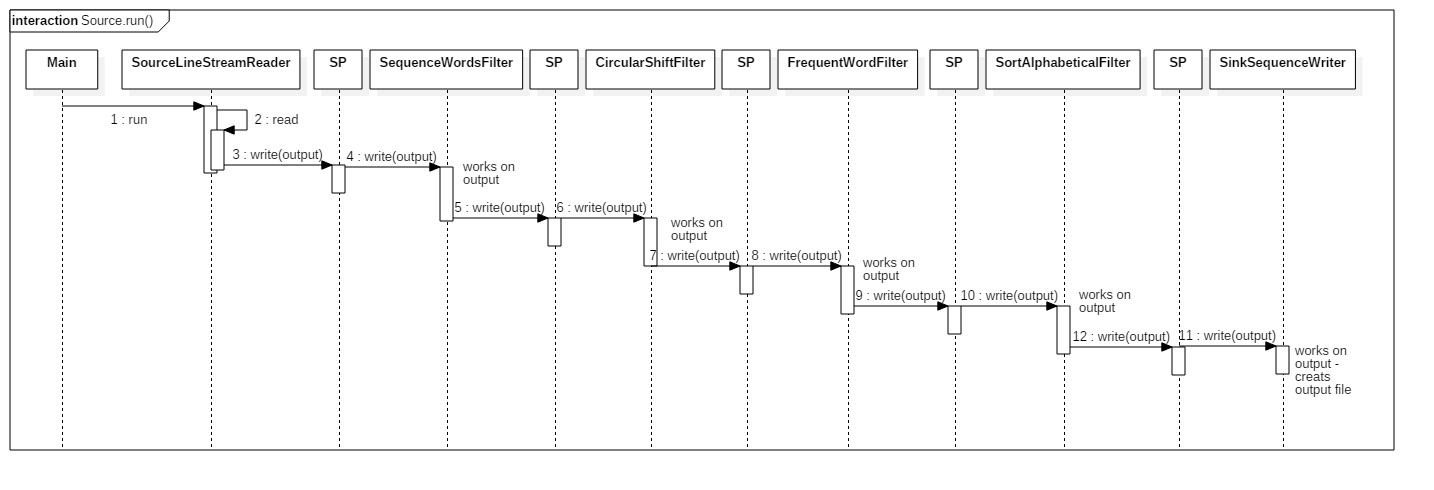 interaction Source.run()
Main
SourceLineStreamReader
SP
SequenceWordsFilter
SP
CircularShiftFilter
SP
FrequentWordFilter
SP
SortAlphabeticalFilter
SP
SinkSequenceWriter
1 : run
2 : read
3 : write(output)
4 : write(output)
works on
output
5 : write(output)
6 : write(output)
works on
output
7 : write(output)
8 : write(output)
works on
output
9 : write(output)
10 : write(output)
works on
output
12 : write(output)
11 : write(output)
works on
output -
creats
output file